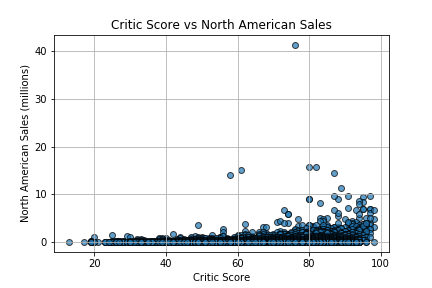 Critic Score vs North American Sales
North American Sales (millions)
40
30
20
10
0
20 40 60 80 100
Critic Score